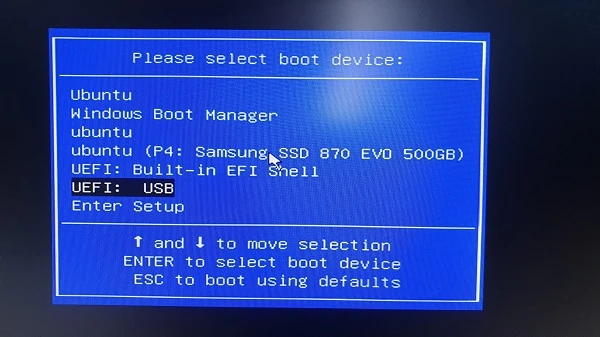 Please select boot device:
Ubuntu
Windows Boot Manager
ubuntu
ubuntu (P4: Samsung SSD 870 EVO 500GB)
UEFI: Built-in EFI Shell
UEFI:  USB
Enter Setup
↑ and ↓ to move selection
ENTER to select boot device
ESC to boot using defaults